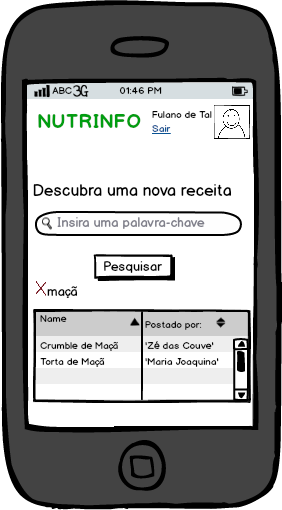 ABC 3G 01:46 PM
NUTRINFO
Fulano de Tal
Sair
Descubra uma nova receita
Insira uma palavra-chave
Pesquisar
Xmaçã
Name Postado por:
Crumble de Maçã 'Zé das Couve'
Torta de Maçã 'Maria Joaquina'